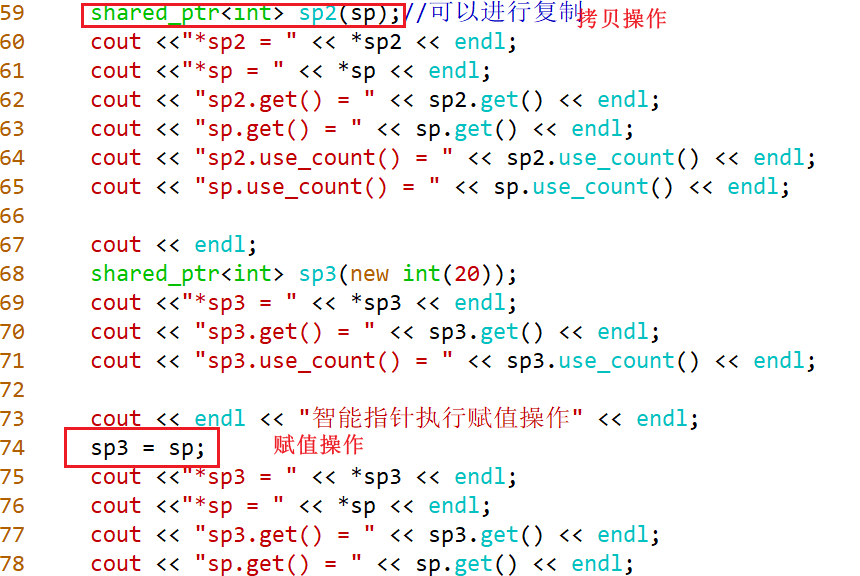 59 shared_ptr<int> sp2(sp);//可以进行复制 拷贝操作
60 cout <<"*sp2 = " << *sp2 << endl;
61 cout <<"*sp = " << *sp << endl;
62 cout << "sp2.get() = " << sp2.get() << endl;
63 cout << "sp.get() = " << sp.get() << endl;
64 cout << "sp2.use_count() = " << sp2.use_count() << endl;
65 cout << "sp.use_count() = " << sp.use_count() << endl;
66
67 cout << endl;
68 shared_ptr<int> sp3(new int(20));
69 cout <<"*sp3 = " << *sp3 << endl;
70 cout << "sp3.get() = " << sp3.get() << endl;
71 cout << "sp3.use_count() = " << sp3.use_count() << endl;
72
73 cout << endl << "智能指针执行赋值操作" << endl;
74 sp3 = sp; 赋值操作
75 cout <<"*sp3 = " << *sp3 << endl;
76 cout <<"*sp = " << *sp << endl;
77 cout << "sp3.get() = " << sp3.get() << endl;
78 cout << "sp.get() = " << sp.get() << endl;